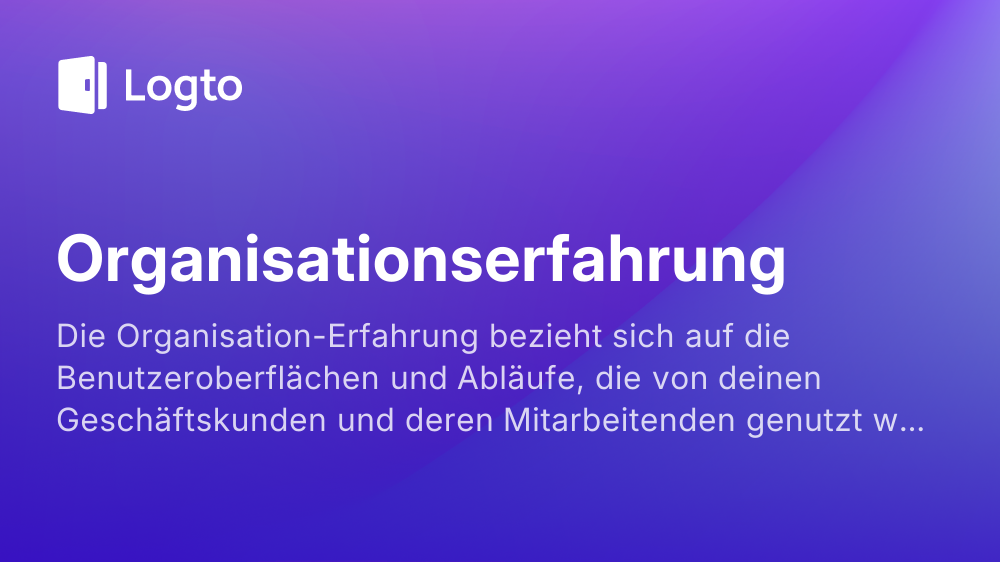 Logto
Organisationserfahrung
Die Organisation-Erfahrung bezieht sich auf die
Benutzeroberflächen und Abläufe, die von deinen
Geschäftskunden und deren Mitarbeitenden genutzt w...